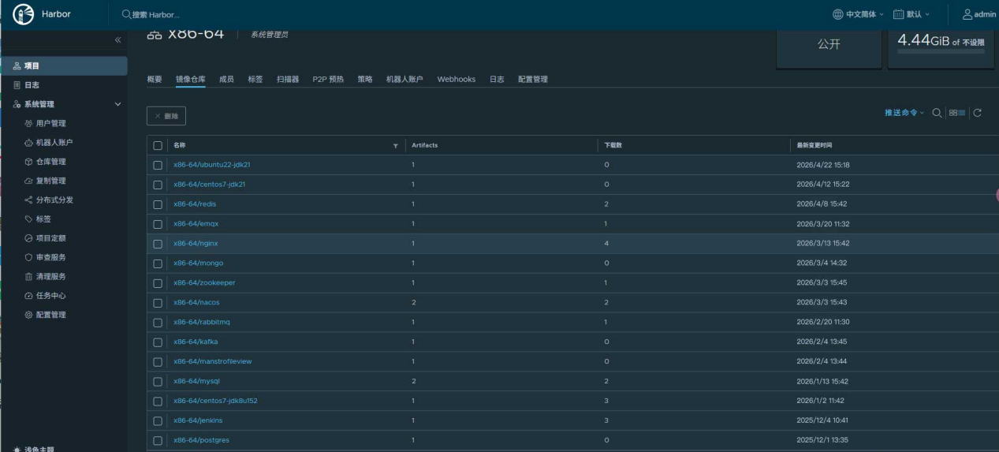 Harbor
搜索 Harbor...
中文简体
默认
admin
x86-64
系统管理员
公开
4.44GiB of 不设限
项目
日志
系统管理
用户管理
机器人账户
仓库管理
复制管理
分布式分发
标签
项目定额
审查服务
清理服务
任务中心
配置管理
浅色主题
概要 镜像仓库 成员 标签 扫描器 P2P 预热 策略 机器人账户 Webhooks 日志 配置管理
删除
推送命令
名称 Artifacts 下载数 最新变更时间
x86-64/ubuntu22-jdk21 1 0 2026/4/22 15:18
x86-64/centos7-jdk21 1 0 2026/4/12 15:22
x86-64/redis 1 2 2026/4/8 15:42
x86-64/emqx 1 1 2026/3/20 11:32
x86-64/nginx 1 4 2026/3/13 15:42
x86-64/mongo 1 0 2026/3/4 14:32
x86-64/zookeeper 1 1 2026/3/3 15:45
x86-64/nacos 2 2 2026/3/3 15:43
x86-64/rabbitmq 1 1 2026/2/20 11:30
x86-64/kafka 1 0 2026/2/4 13:45
x86-64/manstrofileview 1 0 2026/2/4 13:44
x86-64/mysql 2 2 2026/1/13 15:42
x86-64/centos7-jdk8u152 1 3 2026/1/2 11:42
x86-64/jenkins 1 3 2025/12/4 10:41
x86-64/postgres 1 0 2025/12/1 13:35